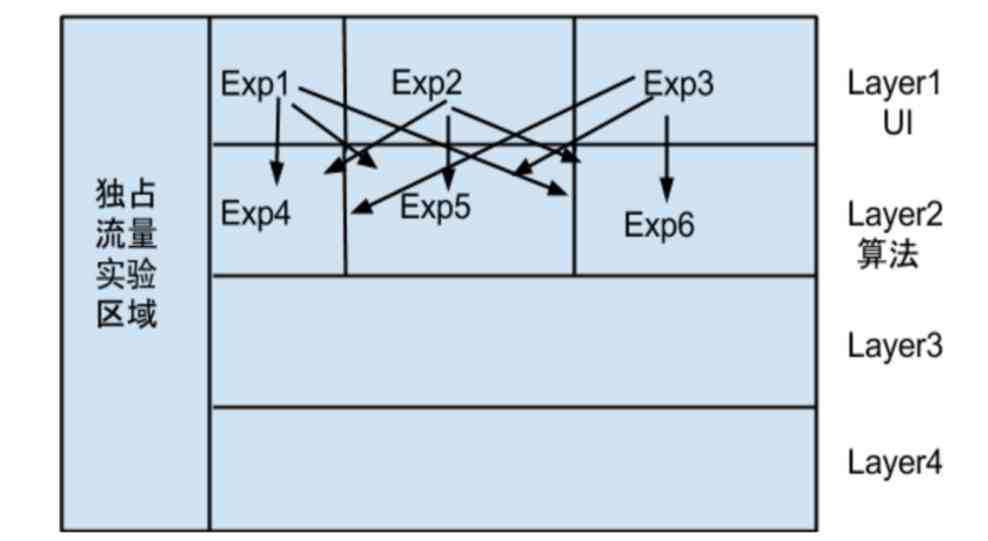 独占
流量
实验
区域
Exp1 Exp2 Exp3
Layer1
UI
Exp4 Exp5 Exp6
Layer2
算法
Layer3
Layer4